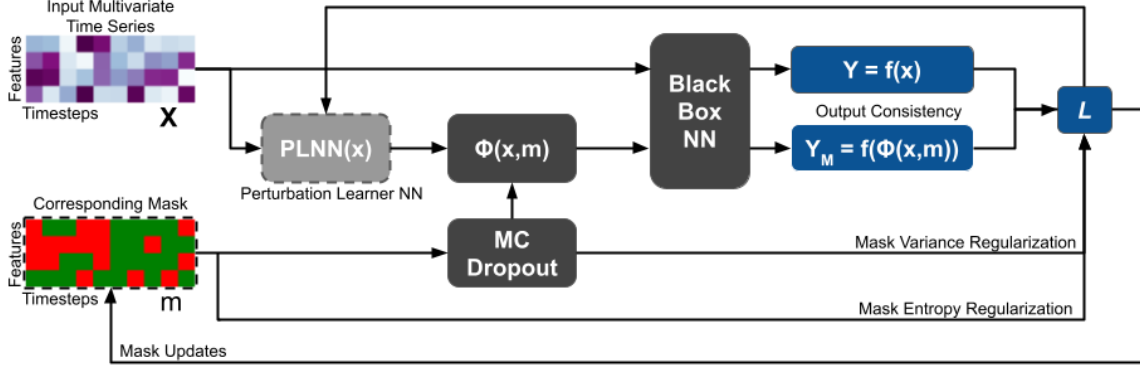 Input Multivariate
Time Series
Features
Timesteps
X
PLNN(x)
Perturbation Learner NN
Φ(x,m)
Black
Box
NN
Y = f(x)
Output Consistency
Y_M = f(Φ(x,m))
L
Corresponding Mask
Features
Timesteps
m
MC
Dropout
Mask Variance Regularization
Mask Entropy Regularization
Mask Updates